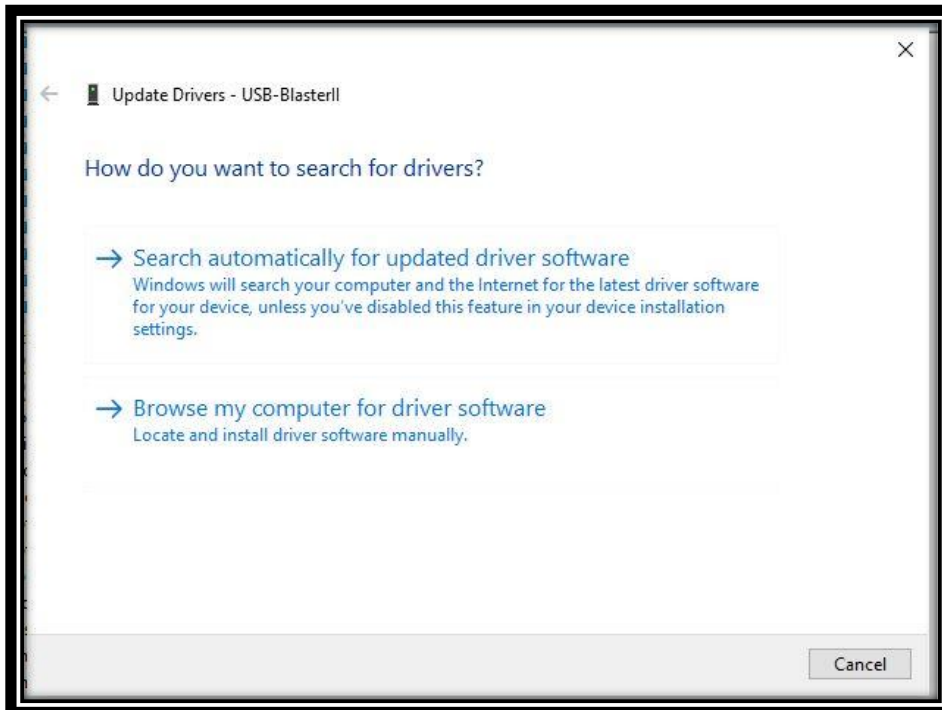 Update Drivers - USB-BlasterII
How do you want to search for drivers?
Search automatically for updated driver software
Windows will search your computer and the Internet for the latest driver software
for your device, unless you've disabled this feature in your device installation
settings.
Browse my computer for driver software
Locate and install driver software manually.
Cancel